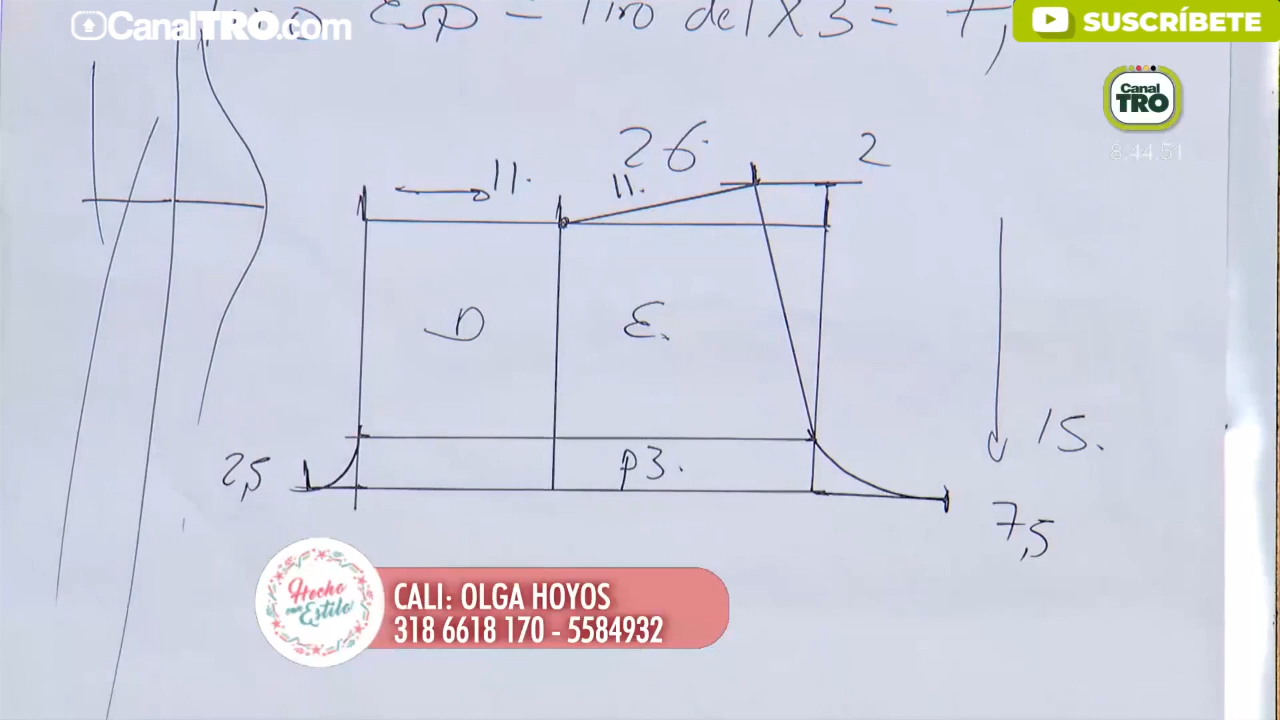 CanalTRO.com
Esp = Tiro del x 3 = 7,
SUSCRÍBETE
Canal
TRO
8:44:51
26.
2
11.
11.
D
E.
15.
2,5
P3.
7,5
Hecho
con Estilo
CALI: OLGA HOYOS
318 6618 170 - 5584932